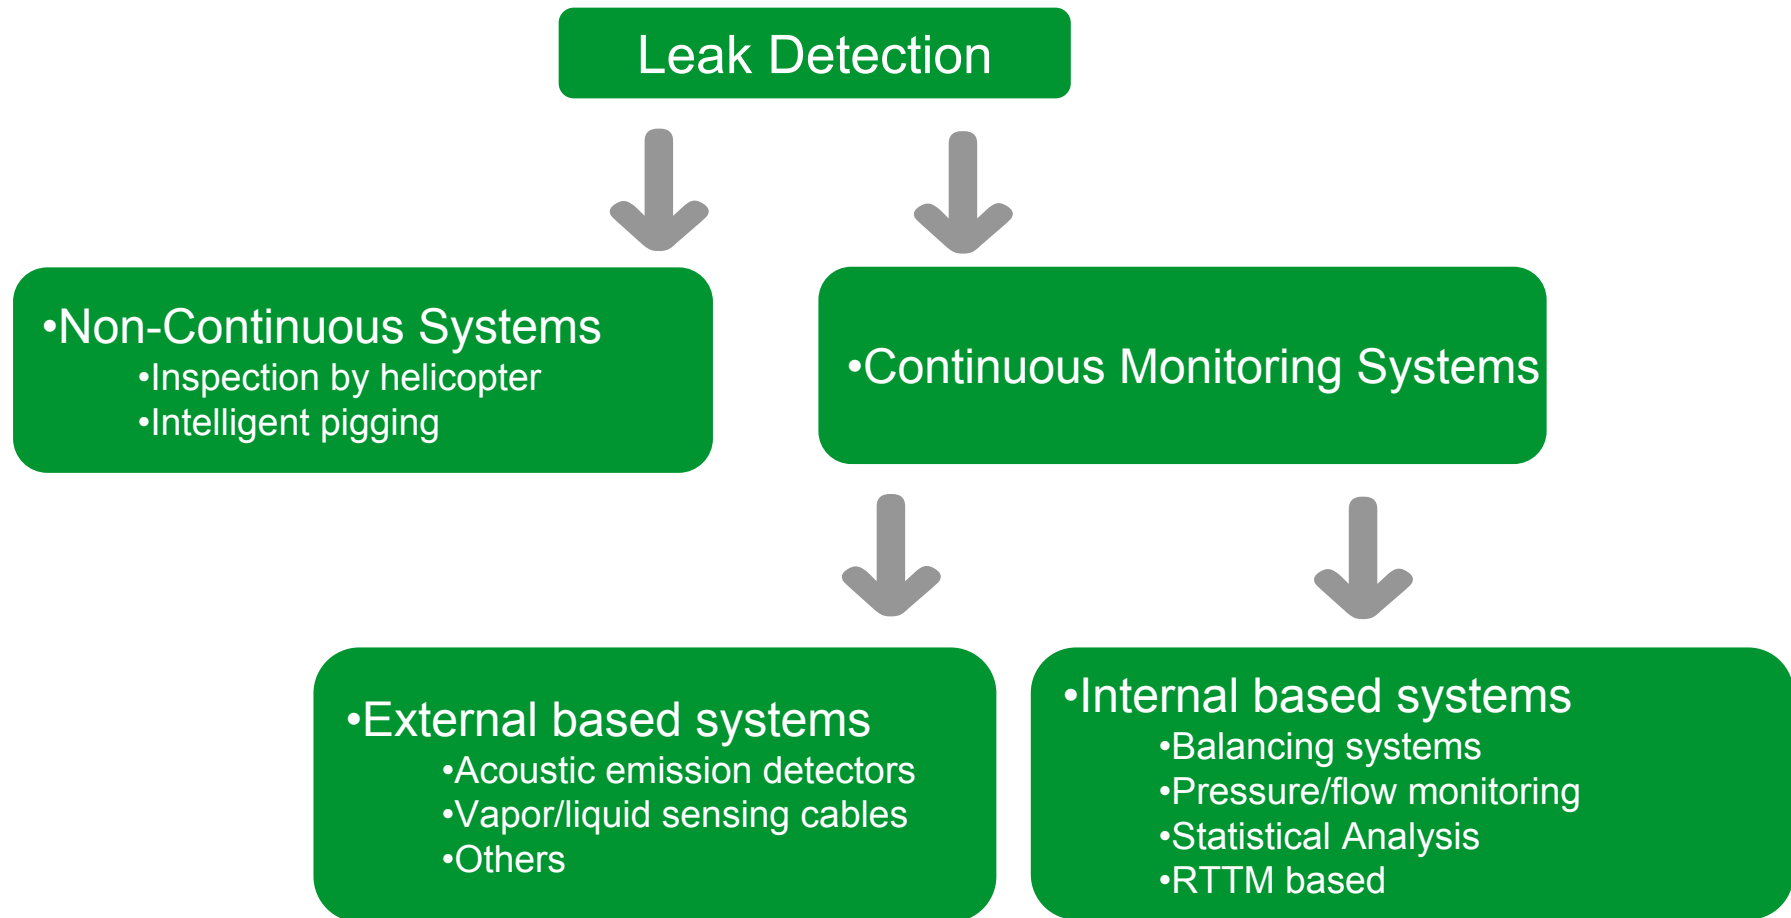 Leak Detection
•Non-Continuous Systems
•Inspection by helicopter
•Intelligent pigging
•Continuous Monitoring Systems
•External based systems
•Acoustic emission detectors
•Vapor/liquid sensing cables
•Others
•Internal based systems
•Balancing systems
•Pressure/flow monitoring
•Statistical Analysis
•RTTM based